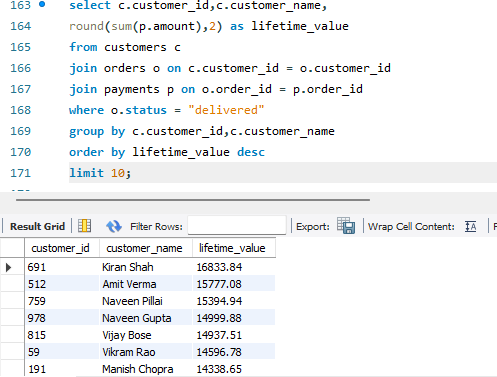 163 select c.customer_id,c.customer_name,
164 round(sum(p.amount),2) as lifetime_value
165 from customers c
166 join orders o on c.customer_id = o.customer_id
167 join payments p on o.order_id = p.order_id
168 where o.status = "delivered"
169 group by c.customer_id,c.customer_name
170 order by lifetime_value desc
171 limit 10;
Result Grid Filter Rows: Export: Wrap Cell Content:
customer_id customer_name lifetime_value
691 Kiran Shah 16833.84
512 Amit Verma 15777.08
759 Naveen Pillai 15394.94
978 Naveen Gupta 14999.88
815 Vijay Bose 14937.51
59 Vikram Rao 14596.78
191 Manish Chopra 14338.65